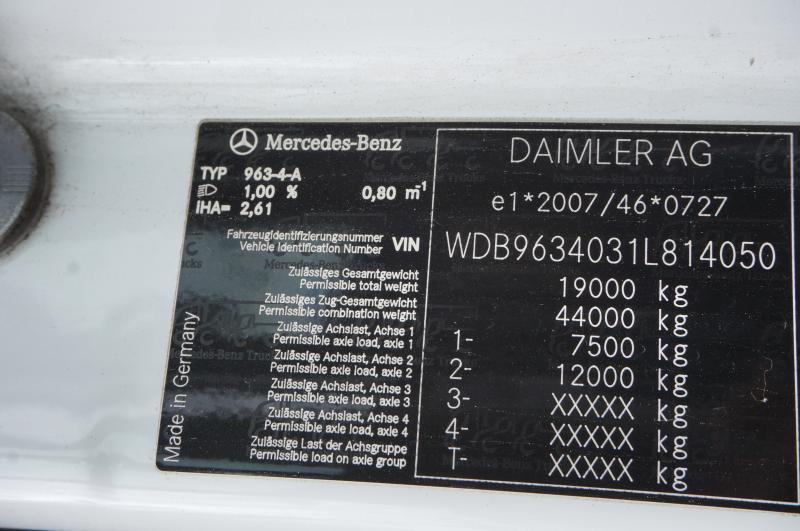 Mercedes-Benz
TYP 963-4-A
1,00 % 0,80 m-1
IHA= 2,61
Fahrzeugidentifizierungsnummer
Vehicle Identification Number VIN
Zulässiges Gesamtgewicht
Permissible total weight
Zulässiges Zug-Gesamtgewicht
Permissible combination weight
Zulässige Achslast, Achse 1
Permissible axle load, axle 1
Zulässige Achslast, Achse 2
Permissible axle load, axle 2
Zulässige Achslast, Achse 3
Permissible axle load, axle 3
Zulässige Achslast, Achse 4
Permissible axle load, axle 4
Zulässige Last der Achsgruppe
Permissible load on axle group
Made in Germany
DAIMLER AG
e1*2007/46*0727
WDB9634031L814050
19000 kg
44000 kg
1- 7500 kg
2- 12000 kg
3- XXXXX kg
4- XXXXX kg
T- XXXXX kg